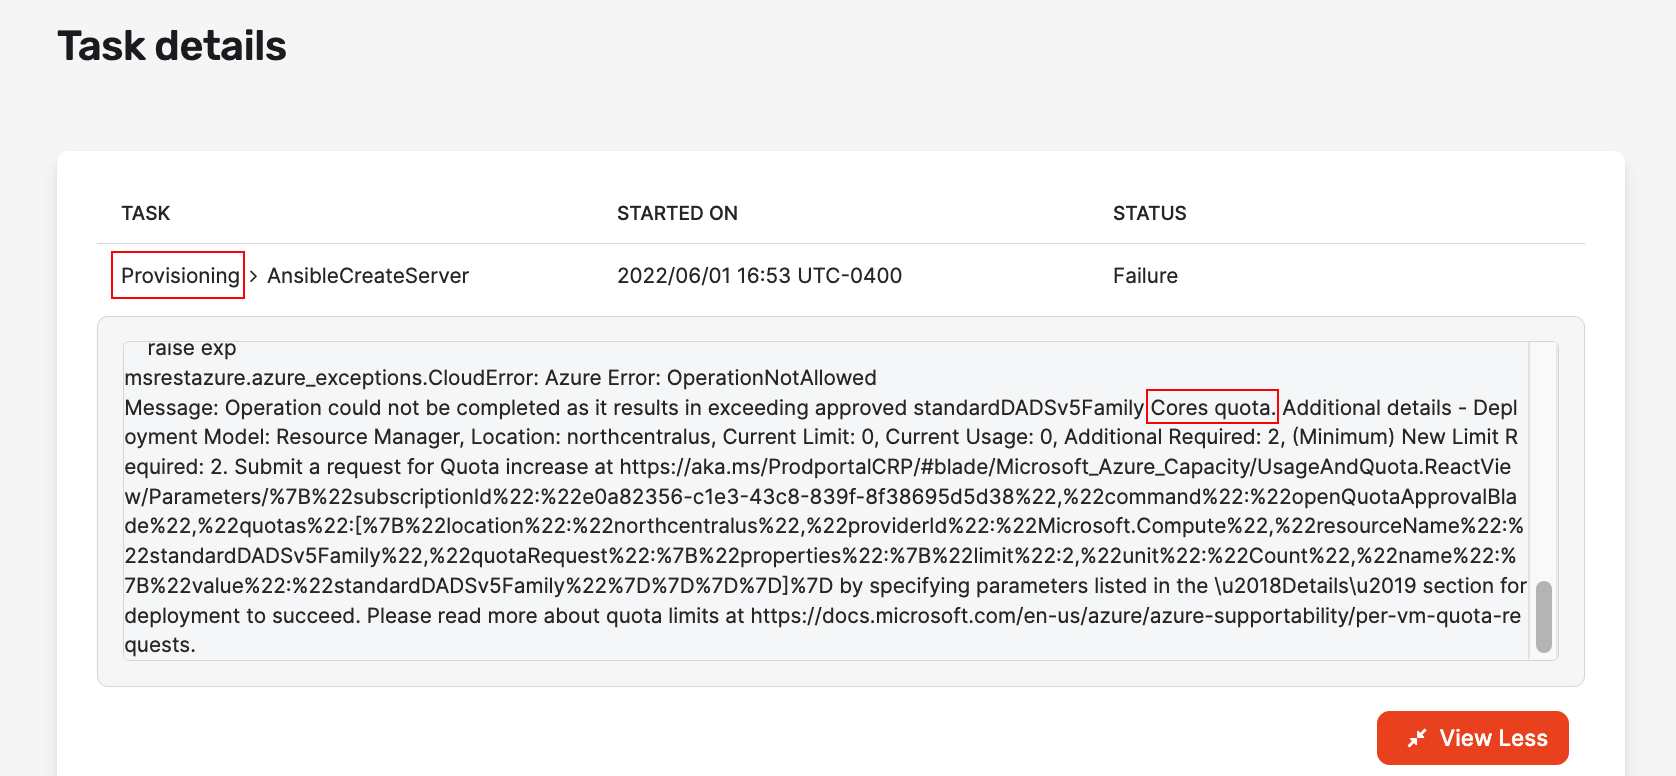 Task details
TASK STARTED ON STATUS
Provisioning > AnsibleCreateServer 2022/06/01 16:53 UTC-0400 Failure
raise exp
msrestazure.azure_exceptions.CloudError: Azure Error: OperationNotAllowed
Message: Operation could not be completed as it results in exceeding approved standardDADSv5Family Cores quota. Additional details - Depl
oyment Model: Resource Manager, Location: northcentralus, Current Limit: 0, Current Usage: 0, Additional Required: 2, (Minimum) New Limit R
equired: 2. Submit a request for Quota increase at https://aka.ms/ProdportalCRP/#blade/Microsoft_Azure_Capacity/UsageAndQuota.ReactVie
w/Parameters/%7B%22subscriptionId%22:%22e0a82356-c1e3-43c8-839f-8f38695d5d38%22,%22command%22:%22openQuotaApprovalBla
de%22,%22quotas%22:[%7B%22location%22:%22northcentralus%22,%22providerId%22:%22Microsoft.Compute%22,%22resourceName%22:%
22standardDADSv5Family%22,%22quotaRequest%22:%7B%22properties%22:%7B%22limit%22:2,%22unit%22:%22Count%22,%22name%22:%
7B%22value%22:%22standardDADSv5Family%22%7D%7D%7D%7D]%7D by specifying parameters listed in the \u2018Details\u2019 section for
deployment to succeed. Please read more about quota limits at https://docs.microsoft.com/en-us/azure/azure-supportability/per-vm-quota-re
quests.
View Less